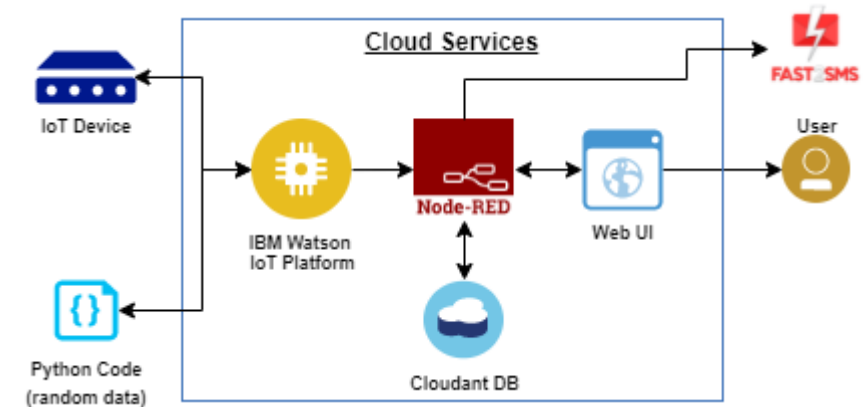 Cloud Services
FAST2SMS
IoT Device
User
Node-RED
IBM Watson
IoT Platform
Web UI
Python Code
(random data)
Cloudant DB